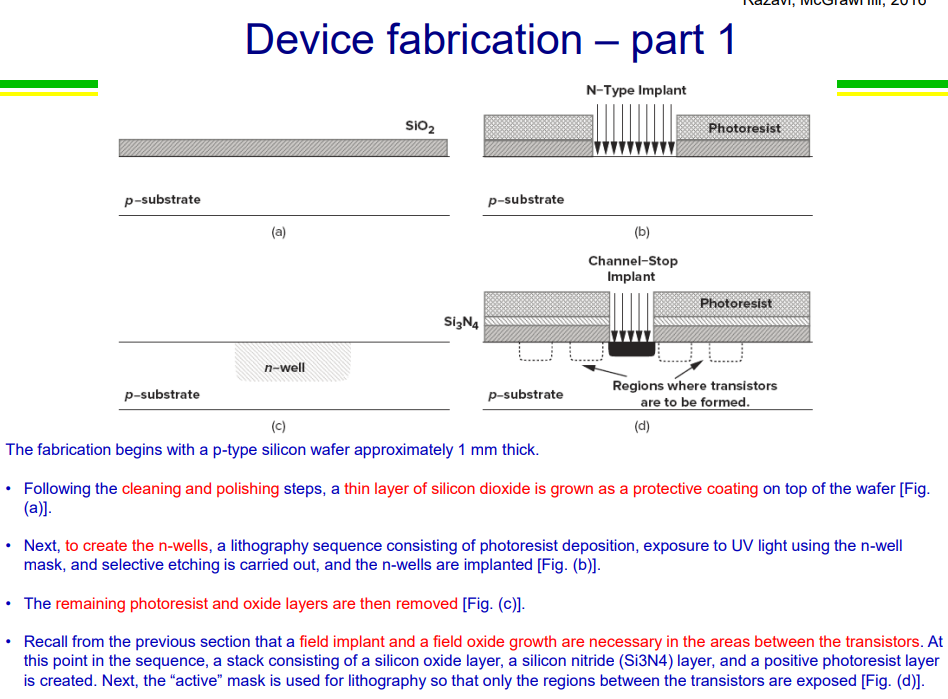 Razavi, McGrawHill, 2016
Device fabrication – part 1
SiO2
p–substrate
(a)
N–Type Implant
Photoresist
p–substrate
(b)
n–well
p–substrate
(c)
Channel–Stop
Implant
Photoresist
Si3N4
p–substrate
Regions where transistors
are to be formed.
(d)
The fabrication begins with a p-type silicon wafer approximately 1 mm thick.
• Following the cleaning and polishing steps, a thin layer of silicon dioxide is grown as a protective coating on top of the wafer [Fig.
(a)].
• Next, to create the n-wells, a lithography sequence consisting of photoresist deposition, exposure to UV light using the n-well
mask, and selective etching is carried out, and the n-wells are implanted [Fig. (b)].
• The remaining photoresist and oxide layers are then removed [Fig. (c)].
• Recall from the previous section that a field implant and a field oxide growth are necessary in the areas between the transistors. At
this point in the sequence, a stack consisting of a silicon oxide layer, a silicon nitride (Si3N4) layer, and a positive photoresist layer
is created. Next, the “active” mask is used for lithography so that only the regions between the transistors are exposed [Fig. (d)].